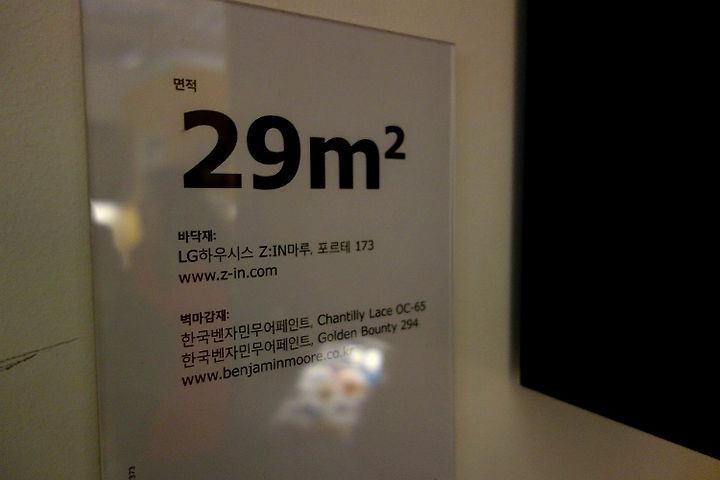 면적
29m²
바닥재:
LG하우시스 Z:IN마루, 포르테 173
www.z-in.com
벽마감재:
한국벤자민무어페인트, Chantilly Lace OC-65
한국벤자민무어페인트, Golden Bounty 294
www.benjaminmoore.co.kr
373